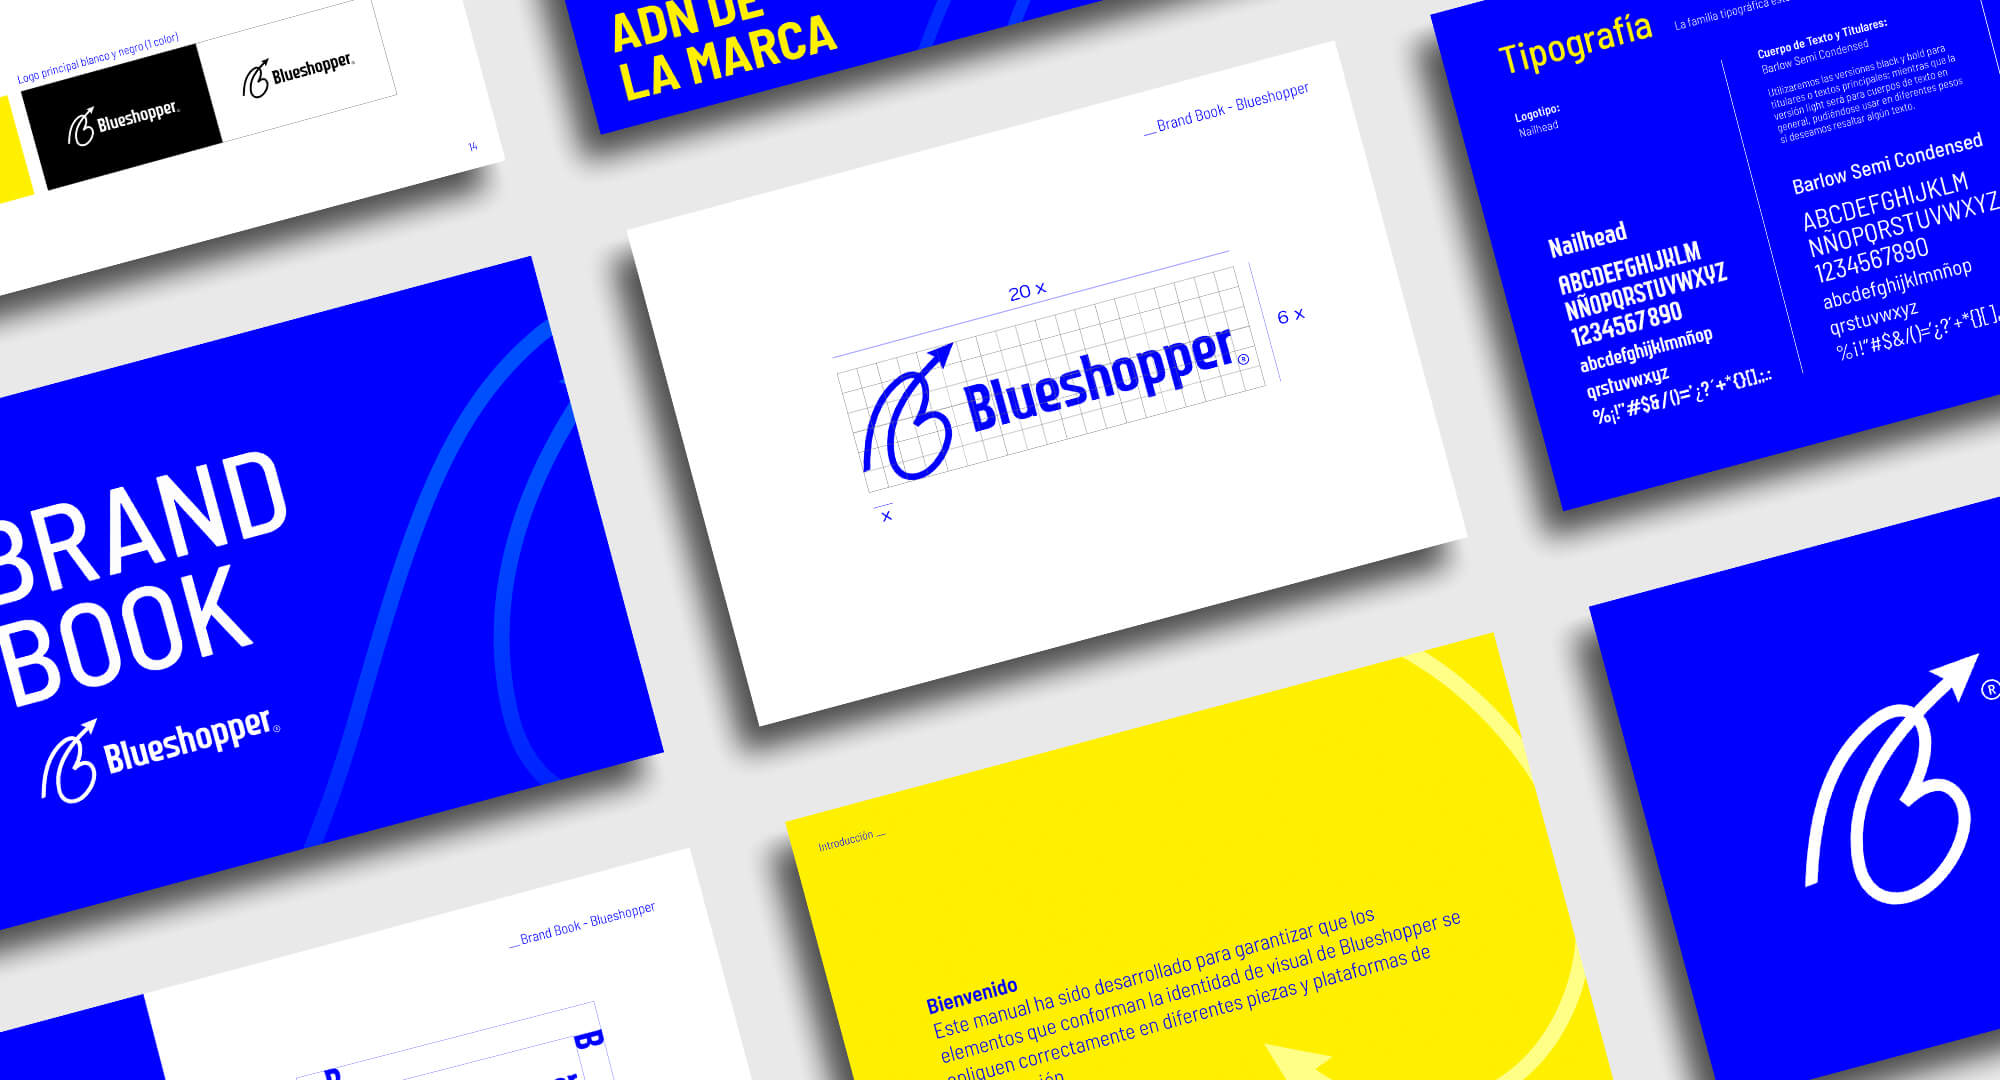 Logo principal blanco y negro (1 color)
Blueshopper®
Blueshopper®
14
ADN DE
LA MARCA
__Brand Book - Blueshopper
20 x
6 x
Blueshopper®
x
Tipografía
La familia tipográfica
Logotipo:
Nailhead
Cuerpo de Texto y Titulares:
Barlow Semi Condensed
Utilizaremos las versiones black y bold para
titulares o textos principales; mientras que la
versión light será para cuerpos de texto en
general, pudiéndose usar en diferentes pesos
si deseamos resaltar algún texto.
Nailhead
ABCDEFGHIJKLM
NÑOPQRSTUVWXYZ
1234567890
abcdefghijklmnñop
qrstuvwxyz
%¡!"#$&/()='¿?´+*{}[],;.:
Barlow Semi Condensed
ABCDEFGHIJKLM
NÑOPQRSTUVWXYZ
1234567890
abcdefghijklmnñop
qrstuvwxyz
%¡!"#$&/()='¿?´+*{}[],
BRAND
BOOK
Blueshopper®
®
Introducción __
Bienvenido
Este manual ha sido desarrollado para garantizar que los
elementos que conforman la identidad de visual de Blueshopper se
apliquen correctamente en diferentes piezas y plataformas de
__Brand Book - Blueshopper
B
B